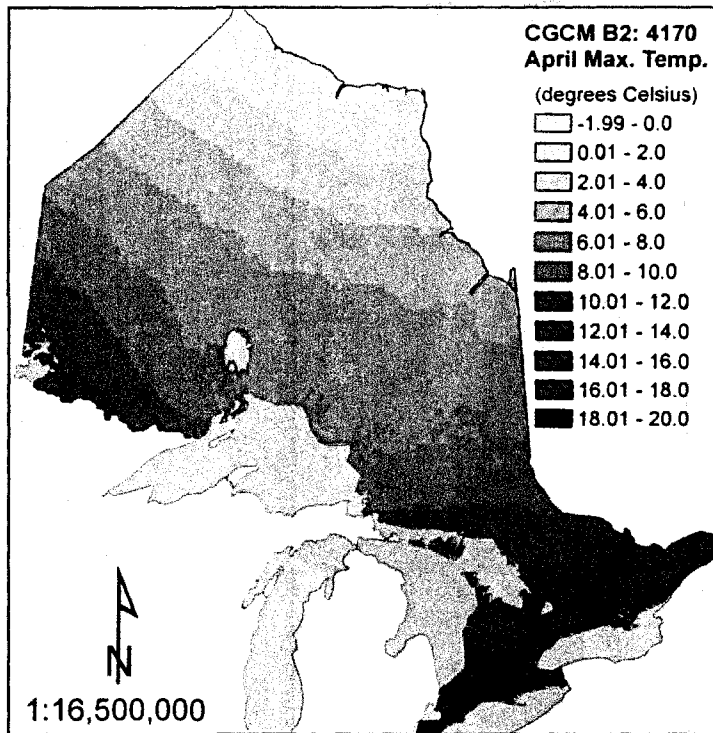 CGCM B2: 4170
April Max. Temp.
(degrees Celsius)
-1.99 - 0.0
0.01 - 2.0
2.01 - 4.0
4.01 - 6.0
6.01 - 8.0
8.01 - 10.0
10.01 - 12.0
12.01 - 14.0
14.01 - 16.0
16.01 - 18.0
18.01 - 20.0
N
1:16,500,000